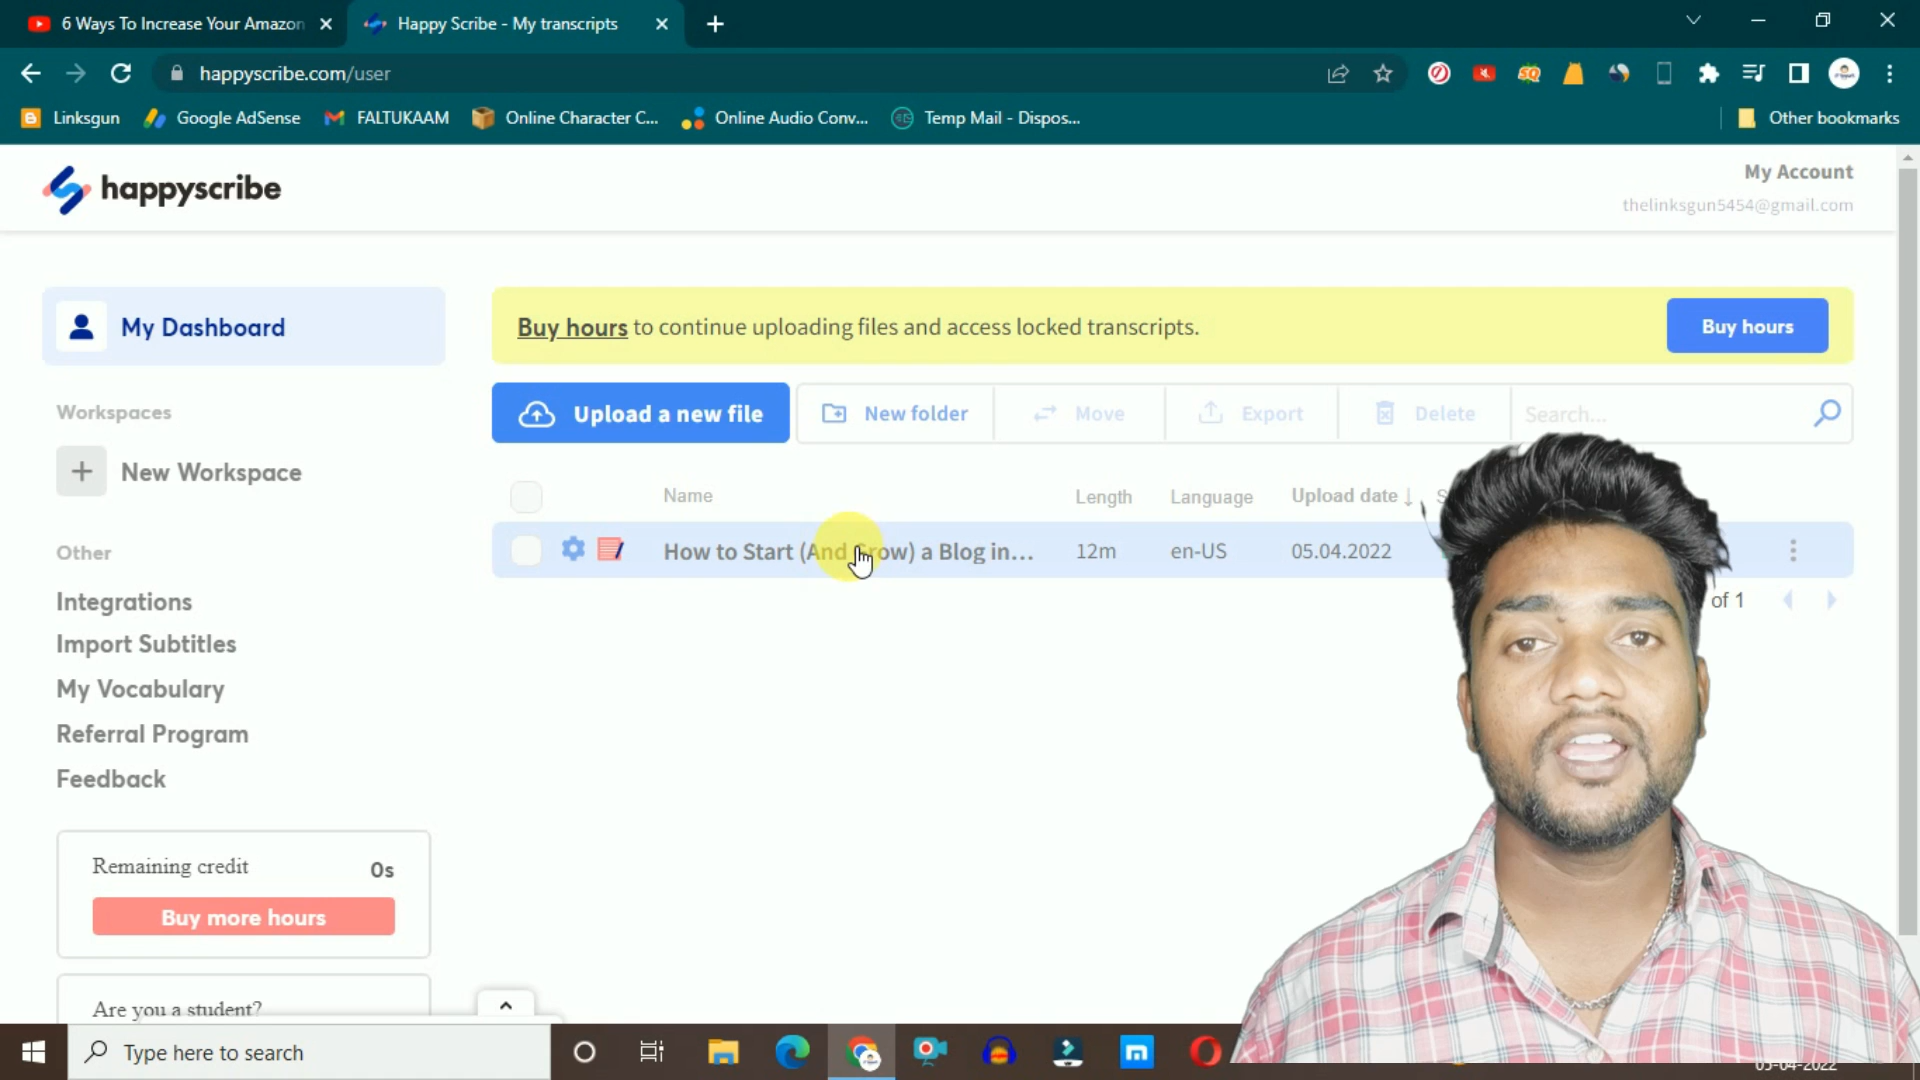 6 Ways To Increase Your Amazon
Happy Scribe - My transcripts
happyscribe.com/user
Linksgun
Google AdSense
FALTUKAAM
Online Character C...
Online Audio Conv...
Temp Mail - Dispos...
Other bookmarks
happyscribe
My Account
thelinksgun5454@gmail.com
My Dashboard
Buy hours to continue uploading files and access locked transcripts.
Buy hours
Upload a new file
New folder
Move
Export
Delete
Search...
Workspaces
New Workspace
Name
Length
Language
Upload date ↓
How to Start (And Grow) a Blog in...
12m
en-US
05.04.2022
of 1
Other
Integrations
Import Subtitles
My Vocabulary
Referral Program
Feedback
Remaining credit
0s
Buy more hours
Are you a student?
Type here to search
05-04-2022